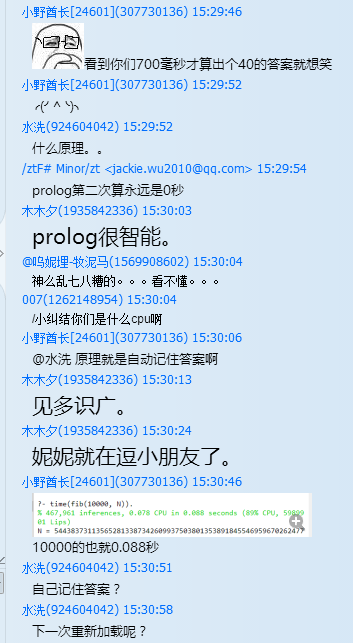 小野酋长[24601](307730136) 15:29:46
看到你们700毫秒才算出个40的答案就想笑
小野酋长[24601](307730136) 15:29:52
╭(╯^╰)╮
水洗(924604042) 15:29:52
什么原理。。
/ztF# Minor/zt <jackie.wu2010@qq.com> 15:29:54
prolog第二次算永远是0秒
木木夕(1935842336) 15:30:03
prolog很智能。
@呜妮埋-妆泥马(1569908602) 15:30:04
神么乱七八糟的。。。看不懂。。。
007(1262148954) 15:30:04
/小纠结你们是什么cpu啊
小野酋长[24601](307730136) 15:30:06
@水洗 原理就是自动记住答案啊
木木夕(1935842336) 15:30:13
见多识广。
木木夕(1935842336) 15:30:24
妮妮就在逗小朋友了。
小野酋长[24601](307730136) 15:30:46
?- time(fib(10000, N)).
% 467,961 inferences, 0.078 CPU in 0.088 seconds (89% CPU, 59899
01 Lips)
10000的也就0.088秒
水洗(924604042) 15:30:51
自己记住答案？
水洗(924604042) 15:30:58
下一次重新加载呢？